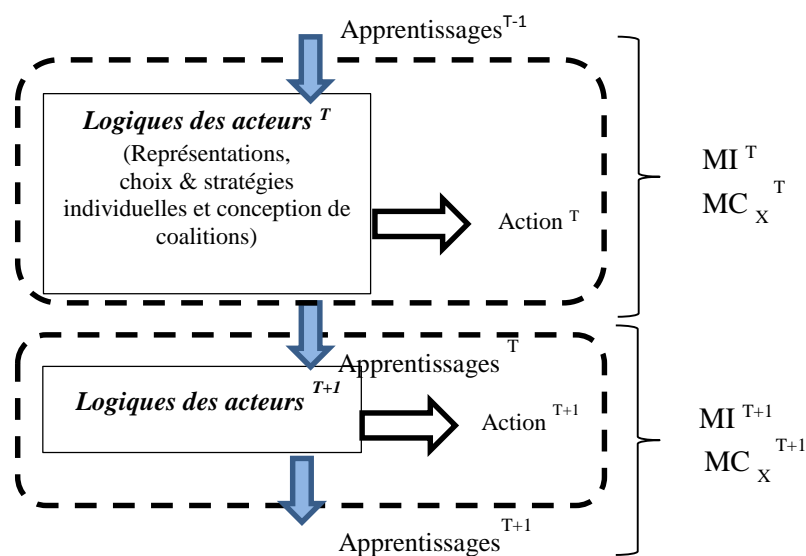 Apprentissages T-1
Logiques des acteurs T
(Représentations,
choix & stratégies
individuelles et conception de
coalitions)
Action T
MI T
MC X T
Apprentissages T
Logiques des acteurs T+1
Action T+1
MI T+1
MC X T+1
Apprentissages T+1